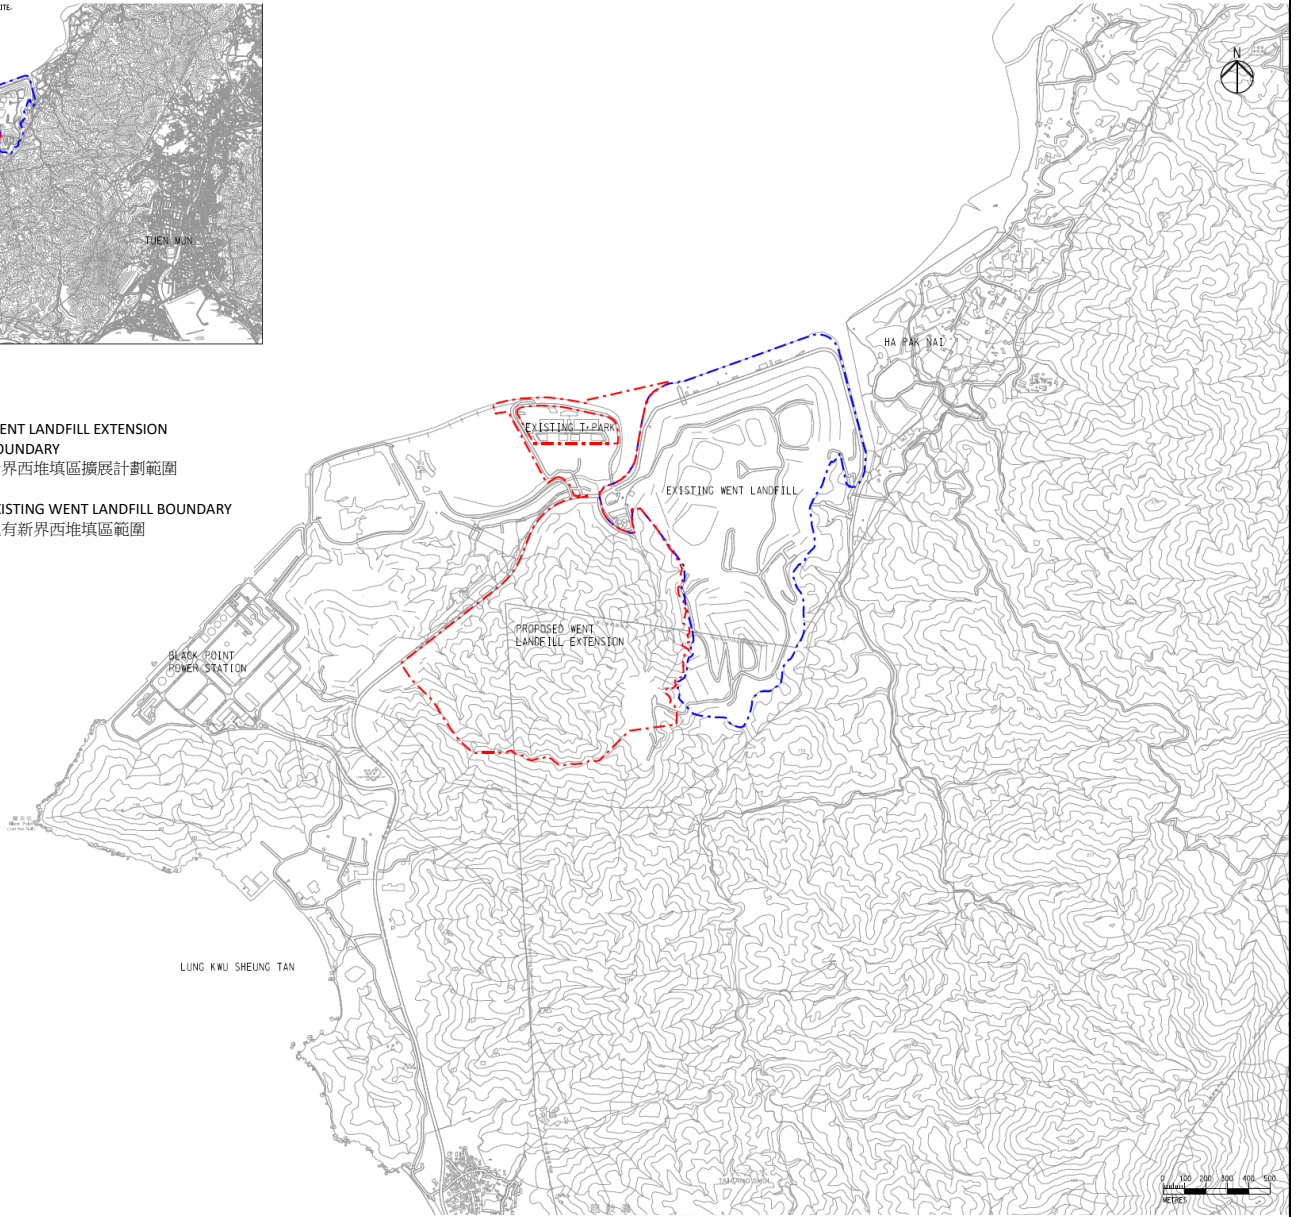 TUEN MUN
N
HA PAK NAI
ENT LANDFILL EXTENSION
OUNDARY
界西堆填區擴展計劃範圍
EXISTING T·PARK
EXISTING WENT LANDFILL
ISTING WENT LANDFILL BOUNDARY
有新界西堆填區範圍
PROPOSED WENT
LANDFILL EXTENSION
BLACK POINT
POWER STATION
LUNG KWU SHEUNG TAN
0 100 200 300 400 500
METRES